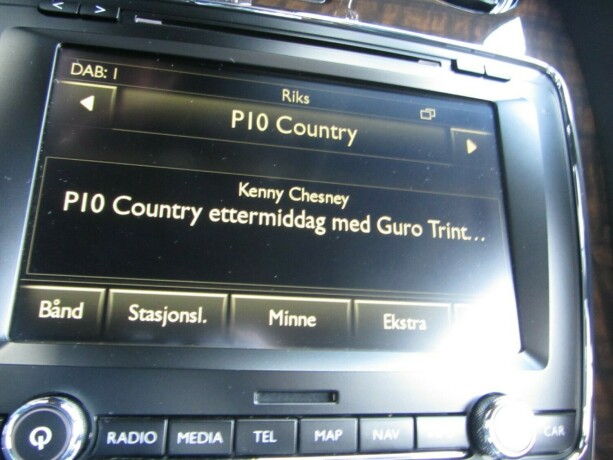 DAB: I
Riks
P10 Country
Kenny Chesney
P10 Country ettermiddag med Guro Trint...
Bånd Stasjonsl. Minne Ekstra
RADIO MEDIA TEL MAP NAV CAR